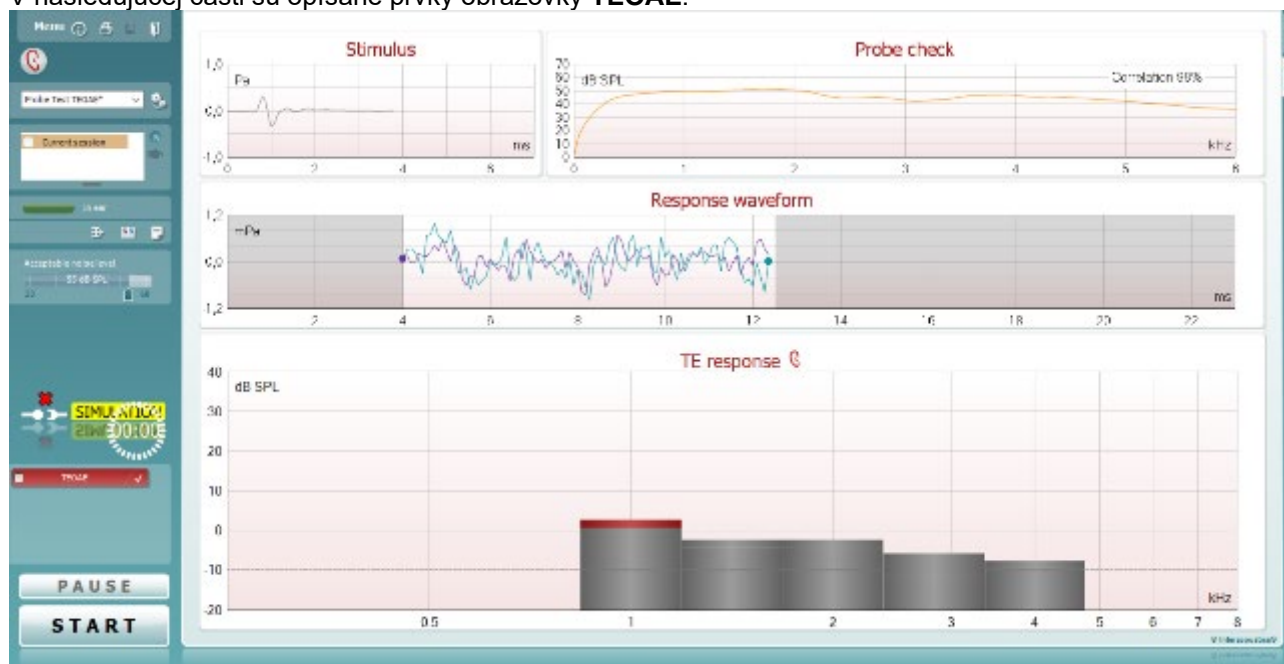 V nasledujúcej časti sú opísané prvky obrazovky TEOAE.
Menu
Probe Test TEOAE*
Current session
Acceptable noise level
55 dB SPL
SIMULATION
00:00
TEOAE
PAUSE
START
Stimulus
1,0
Pa
0,0
-1,0
ms
0 2 4 6
Probe check
70
60 dB SPL
50
40
30
20
10
0
Correlation 98%
kHz
0 1 2 3 4 5 6
Response waveform
1,2
mPa
0,0
1,2
ms
2 4 6 8 10 12 14 16 18 20 22
TE response
40
dB SPL
30
20
10
0
-10
-20
kHz
0.5 1 2 3 4 5 6 7 8